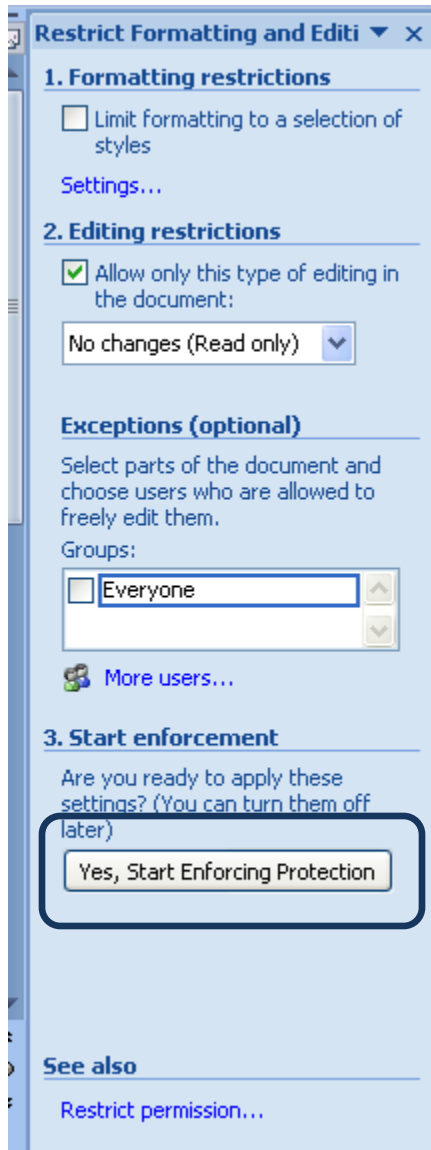 Restrict Formatting and Editi
1. Formatting restrictions
Limit formatting to a selection of
styles
Settings...
2. Editing restrictions
Allow only this type of editing in
the document:
No changes (Read only)
Exceptions (optional)
Select parts of the document and
choose users who are allowed to
freely edit them.
Groups:
Everyone
More users...
3. Start enforcement
Are you ready to apply these
settings? (You can turn them off
later)
Yes, Start Enforcing Protection
See also
Restrict permission...